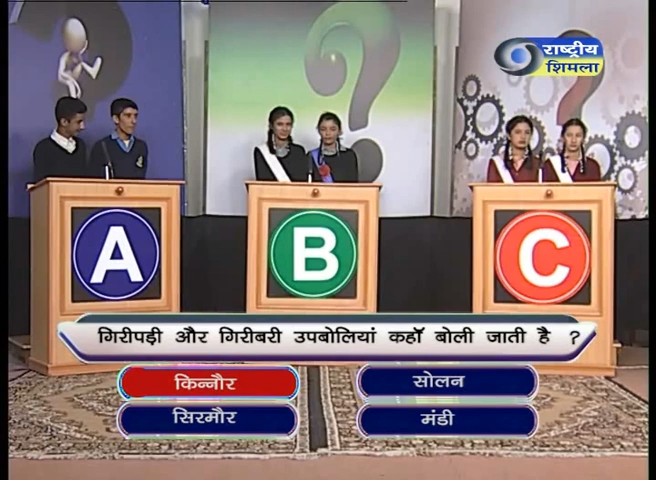 राष्ट्रीय
शिमला
A
B
C
गिरीपड़ी और गिरीबरी उपबोलियां कहाँ बोली जाती है ?
किन्नौर
सोलन
सिरमौर
मंडी